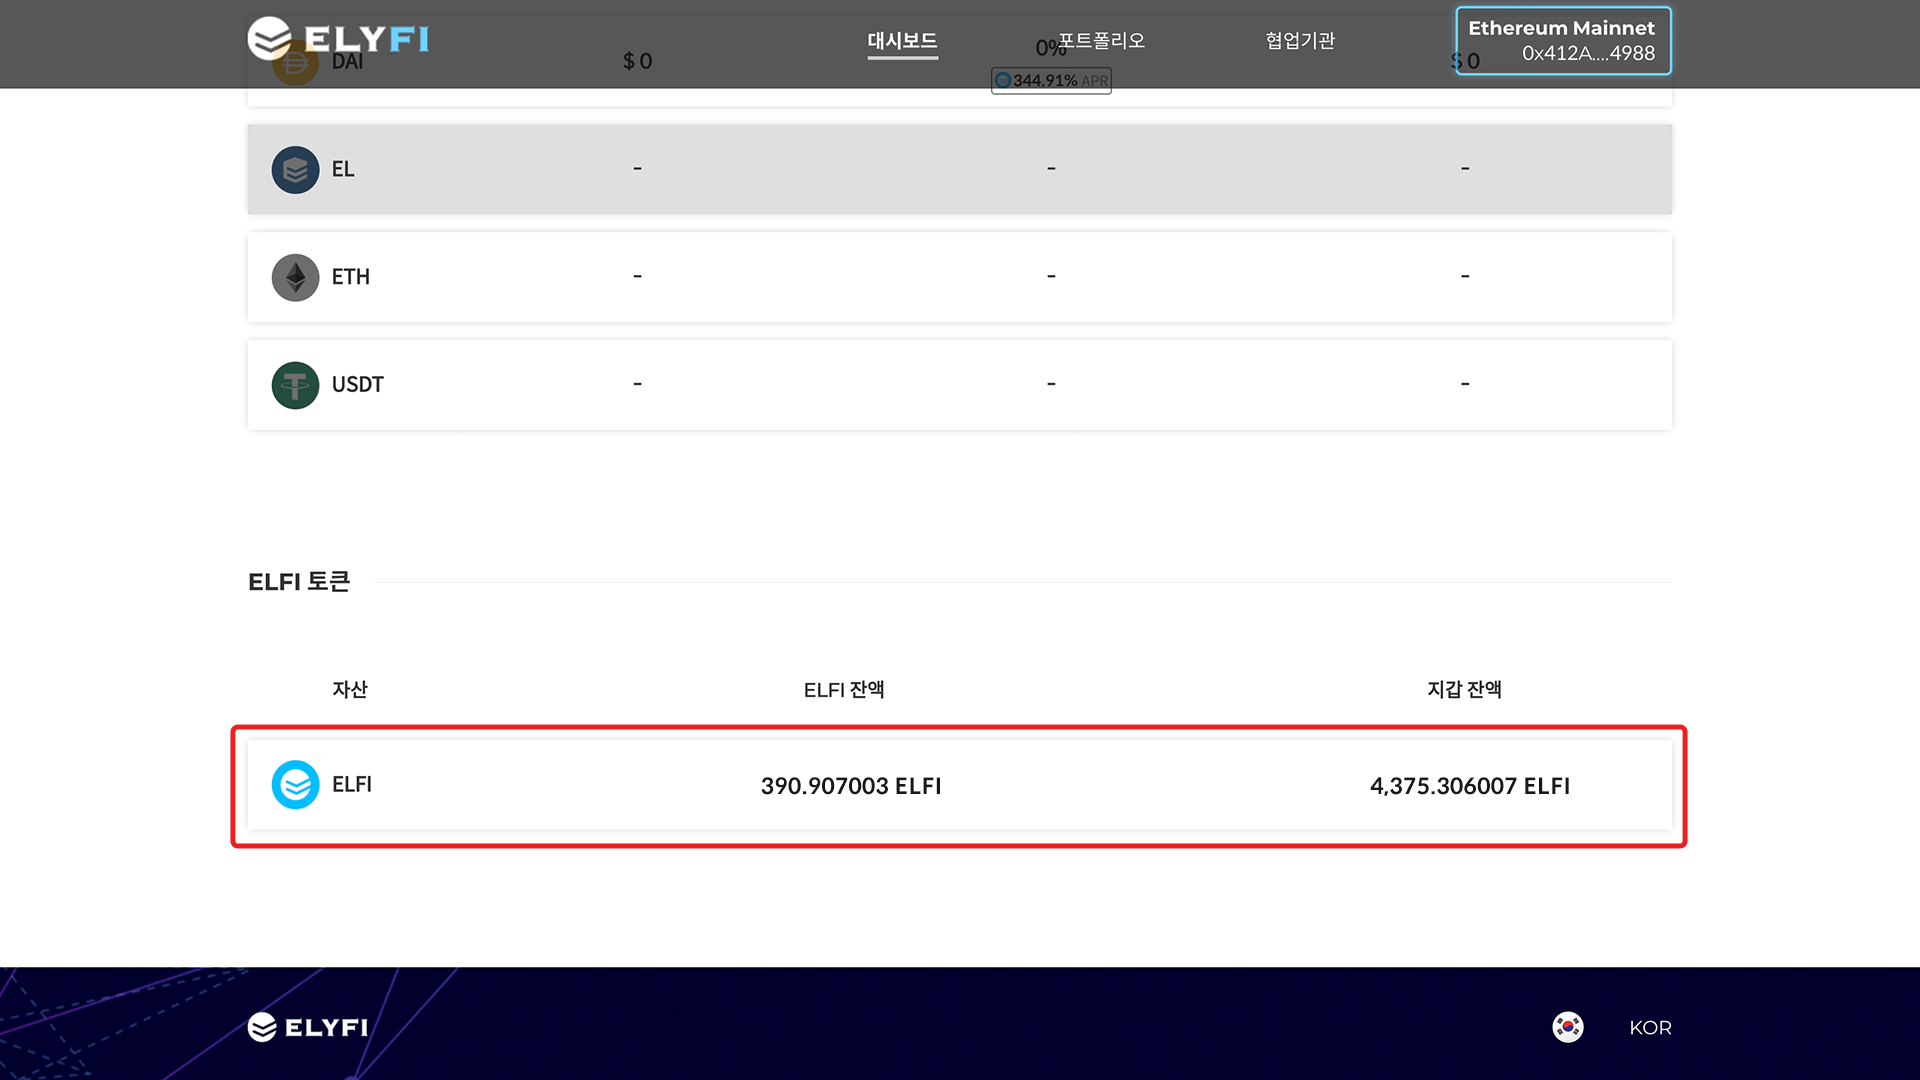 ELYFI
대시보드
포트폴리오
협업기관
Ethereum Mainnet
0x412A....4988
DAI
$ 0
0%
344.91% APR
$ 0
EL
-
-
-
ETH
-
-
-
USDT
-
-
-
ELFI 토큰
자산
ELFI 잔액
지갑 잔액
ELFI
390.907003 ELFI
4,375.306007 ELFI
ELYFI
KOR